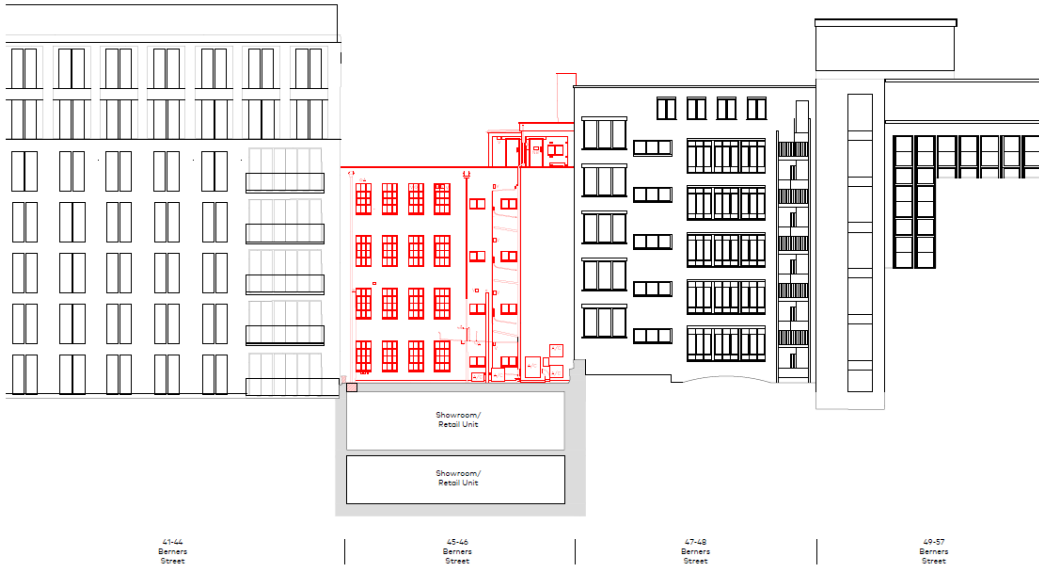 Showroom/
Retail Unit
Showroom/
Retail Unit
41-44
Berners
Street
45-46
Berners
Street
47-48
Berners
Street
49-57
Berners
Street